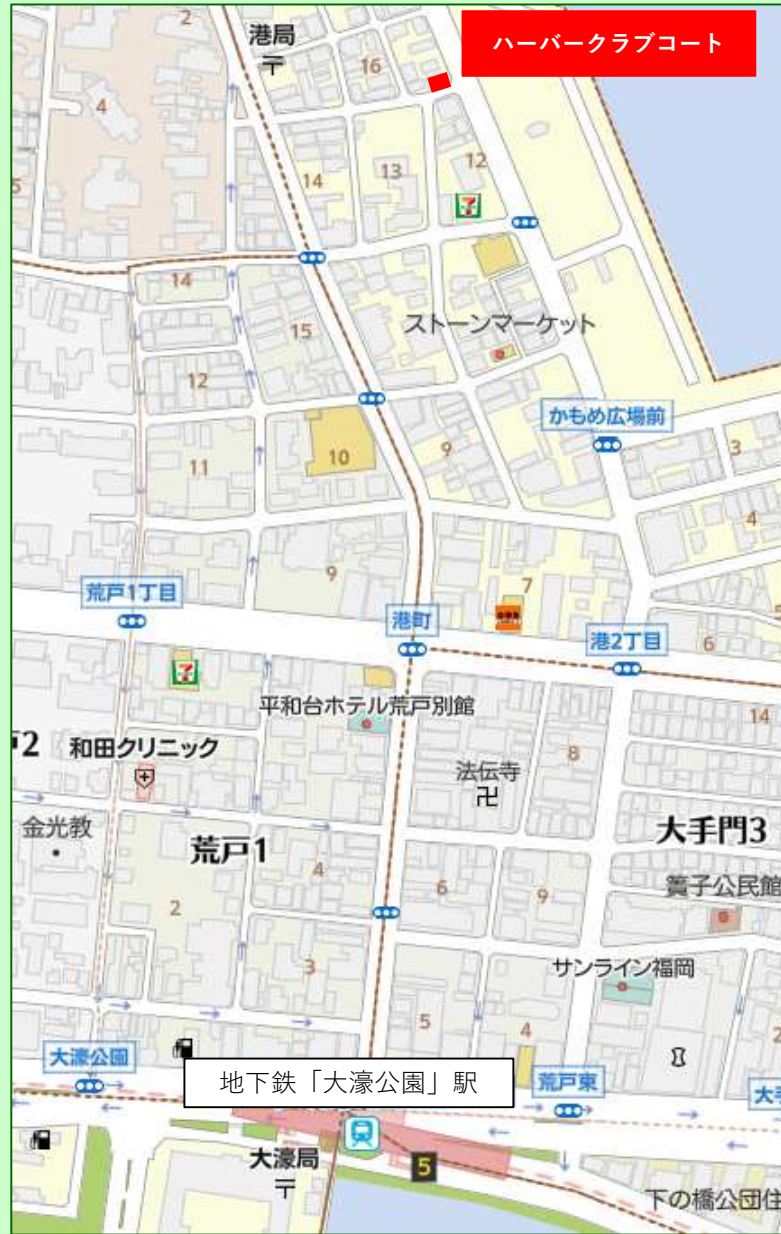 2
港局
ハーバークラブコート
16
4
5
14
13
12
7
14
15
ストーンマーケット
12
かもめ広場前
11
10
9
3
4
荒戸1丁目
9
港町
7
港2丁目
6
7
平和台ホテル荒戸別館
14
和田クリニック
法伝寺
8
金光教
荒戸1
大手門3
4
6
9
簀子公民館
2
3
サンライン福岡
5
4
大濠公園
地下鉄「大濠公園」駅
荒戸東
大手
大濠局
5
下の橋公団住